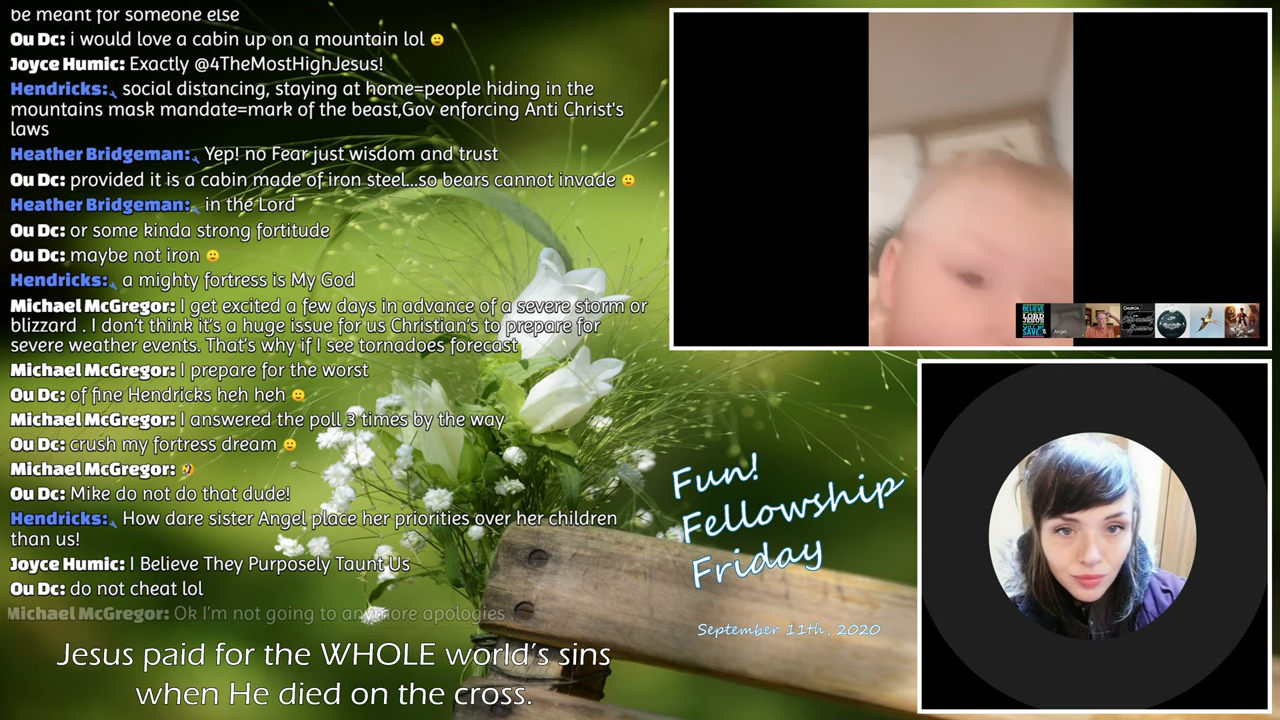 be meant for someone else
Ou Dc: i would love a cabin up on a mountain lol 🙂
Joyce Humic: Exactly @4TheMostHighJesus!
Hendricks: social distancing, staying at home=people hiding in the
mountains mask mandate=mark of the beast,Gov enforcing Anti Christ's
laws
Heather Bridgeman: Yep! no Fear just wisdom and trust
Ou Dc: provided it is a cabin made of iron steel...so bears cannot invade 🙂
Heather Bridgeman: in the Lord
Ou Dc: or some kinda strong fortitude
Ou Dc: maybe not iron 🙂
Hendricks: a mighty fortress is My God
Michael McGregor: I get excited a few days in advance of a severe storm or
blizzard . I don't think it's a huge issue for us Christian's to prepare for
severe weather events. That's why if I see tornadoes forecast
Michael McGregor: I prepare for the worst
Ou Dc: of fine Hendricks heh heh 🙂
Michael McGregor: I answered the poll 3 times by the way
Ou Dc: crush my fortress dream 🙂
Michael McGregor: 🤣
Ou Dc: Mike do not do that dude!
Hendricks: How dare sister Angel place her priorities over her children
than us!
Joyce Humic: I Believe They Purposely Taunt Us
Ou Dc: do not cheat lol
Michael McGregor: Ok I'm not going to anymore apologies .
Jesus paid for the WHOLE world's sins
when He died on the cross.
BELIEVE
LORD
JESUS
SAVE
Angel
CHURCH
Fun!
Fellowship
Friday
September 11th, 2020